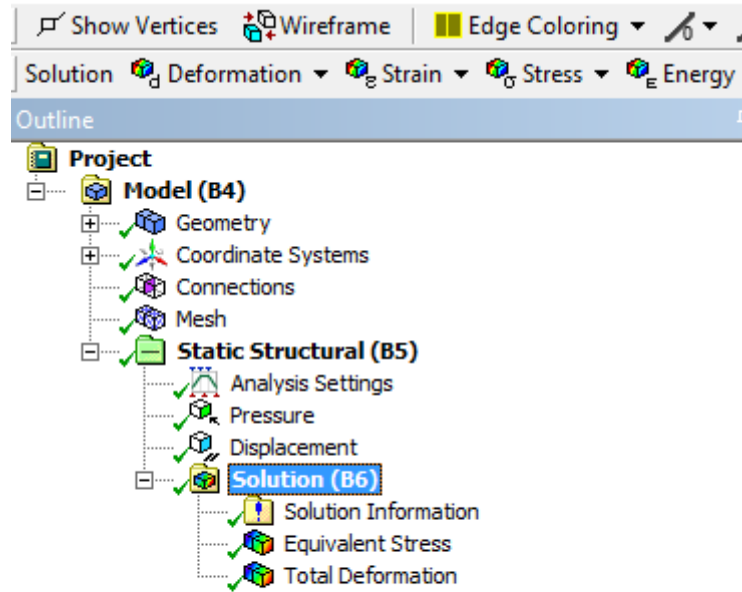 Show Vertices Wireframe Edge Coloring
Solution Deformation Strain Stress Energy
Outline
Project
Model (B4)
Geometry
Coordinate Systems
Connections
Mesh
Static Structural (B5)
Analysis Settings
Pressure
Displacement
Solution (B6)
Solution Information
Equivalent Stress
Total Deformation